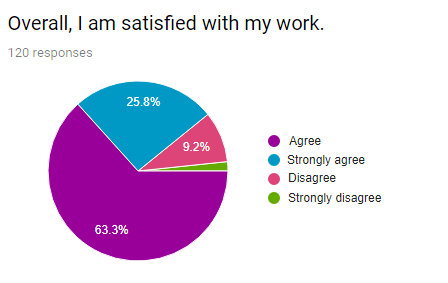 Overall, I am satisfied with my work.
120 responses
25.8%
9.2%
63.3%
Agree
Strongly agree
Disagree
Strongly disagree